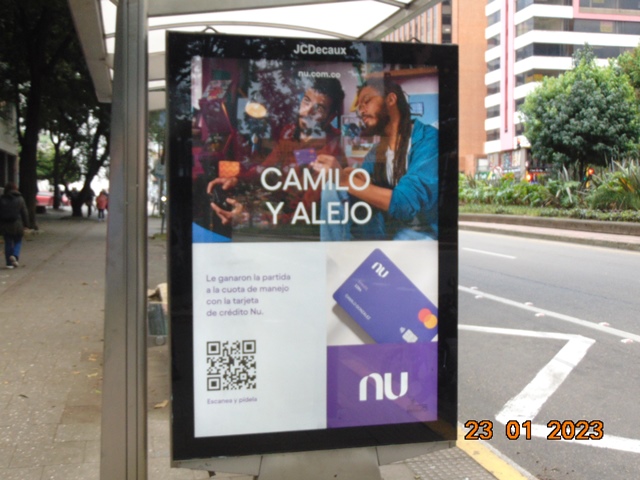 JCDecaux
nu.com.co
CAMILO
Y ALEJO
Le ganaron la partida
a la cuota de manejo
con la tarjeta
de crédito Nu.
nu
Escanea y pídela
nu
23 01 2023